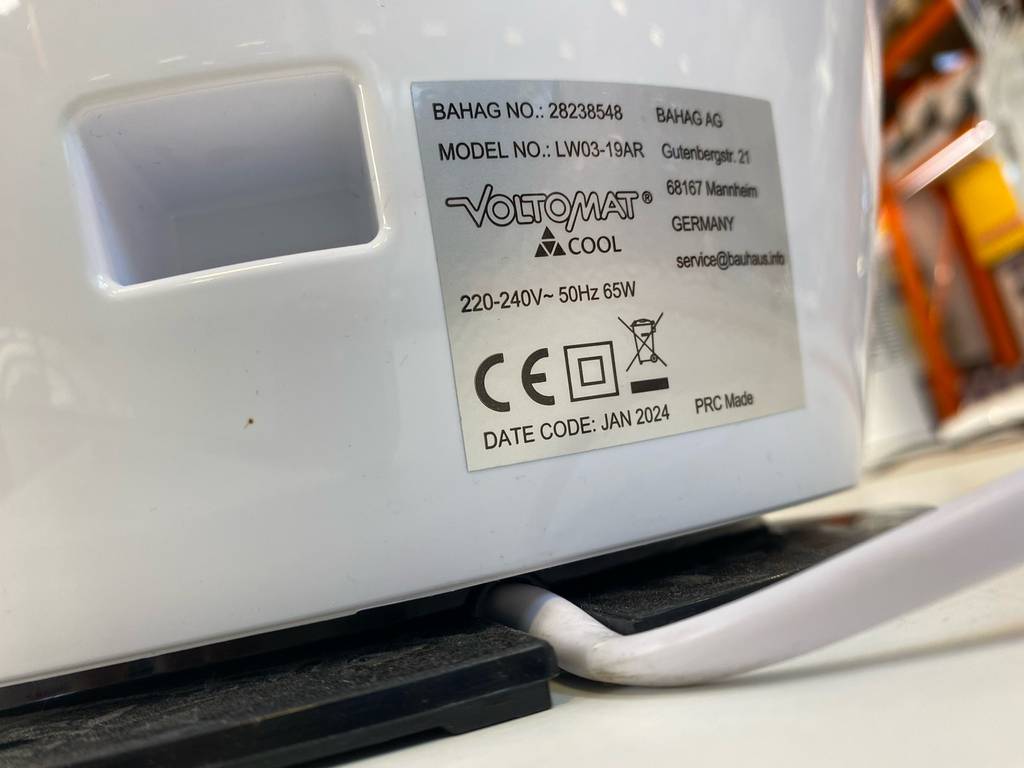 BAHAG NO.: 28238548
MODEL NO.: LW03-19AR
VOLTOMAT®
COOL
220-240V~ 50Hz 65W
CE
DATE CODE: JAN 2024
BAHAG AG
Gutenbergstr. 21
68167 Mannheim
GERMANY
service@bauhaus.info
PRC Made